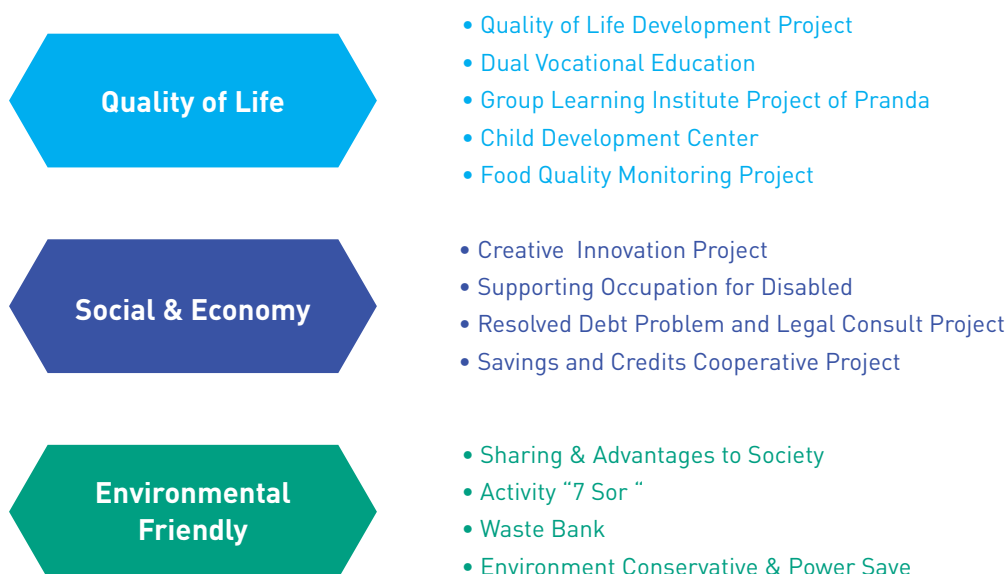 Quality of Life
• Quality of Life Development Project
• Dual Vocational Education
• Group Learning Institute Project of Pranda
• Child Development Center
• Food Quality Monitoring Project
Social & Economy
• Creative  Innovation Project
• Supporting Occupation for Disabled
• Resolved Debt Problem and Legal Consult Project
• Savings and Credits Cooperative Project
Environmental
Friendly
• Sharing & Advantages to Society
• Activity “7 Sor “
• Waste Bank
• Environment Conservative & Power Save